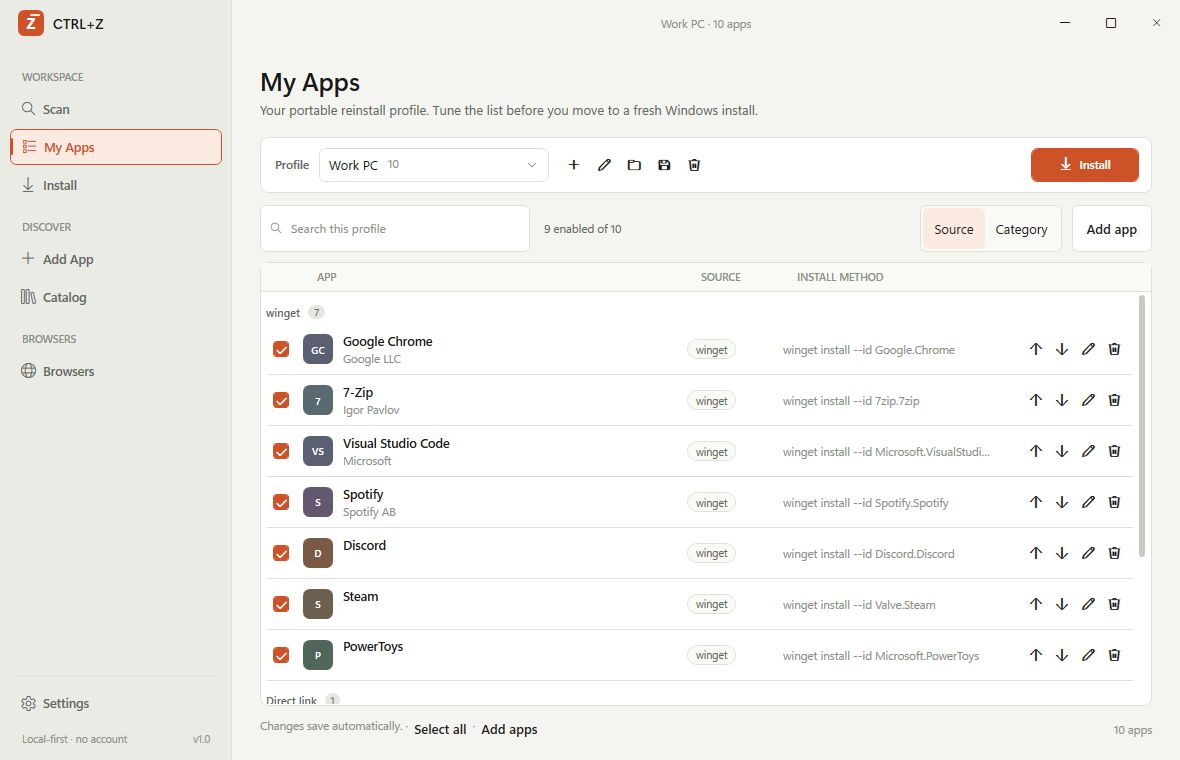 Z CTRL+Z
Work PC · 10 apps
WORKSPACE
Scan
My Apps
Install
DISCOVER
Add App
Catalog
BROWSERS
Browsers
Settings
Local-first · no account v1.0
My Apps
Your portable reinstall profile. Tune the list before you move to a fresh Windows install.
Profile Work PC 10 Install
Search this profile 9 enabled of 10 Source Category Add app
APP SOURCE INSTALL METHOD
winget 7
GC Google Chrome winget winget install --id Google.Chrome
Google LLC
7 7-Zip winget winget install --id 7zip.7zip
Igor Pavlov
VS Visual Studio Code winget winget install --id Microsoft.VisualStudi...
Microsoft
S Spotify winget winget install --id Spotify.Spotify
Spotify AB
D Discord winget winget install --id Discord.Discord
S Steam winget winget install --id Valve.Steam
P PowerToys winget winget install --id Microsoft.PowerToys
Direct link 1
Changes save automatically. · Select all · Add apps 10 apps